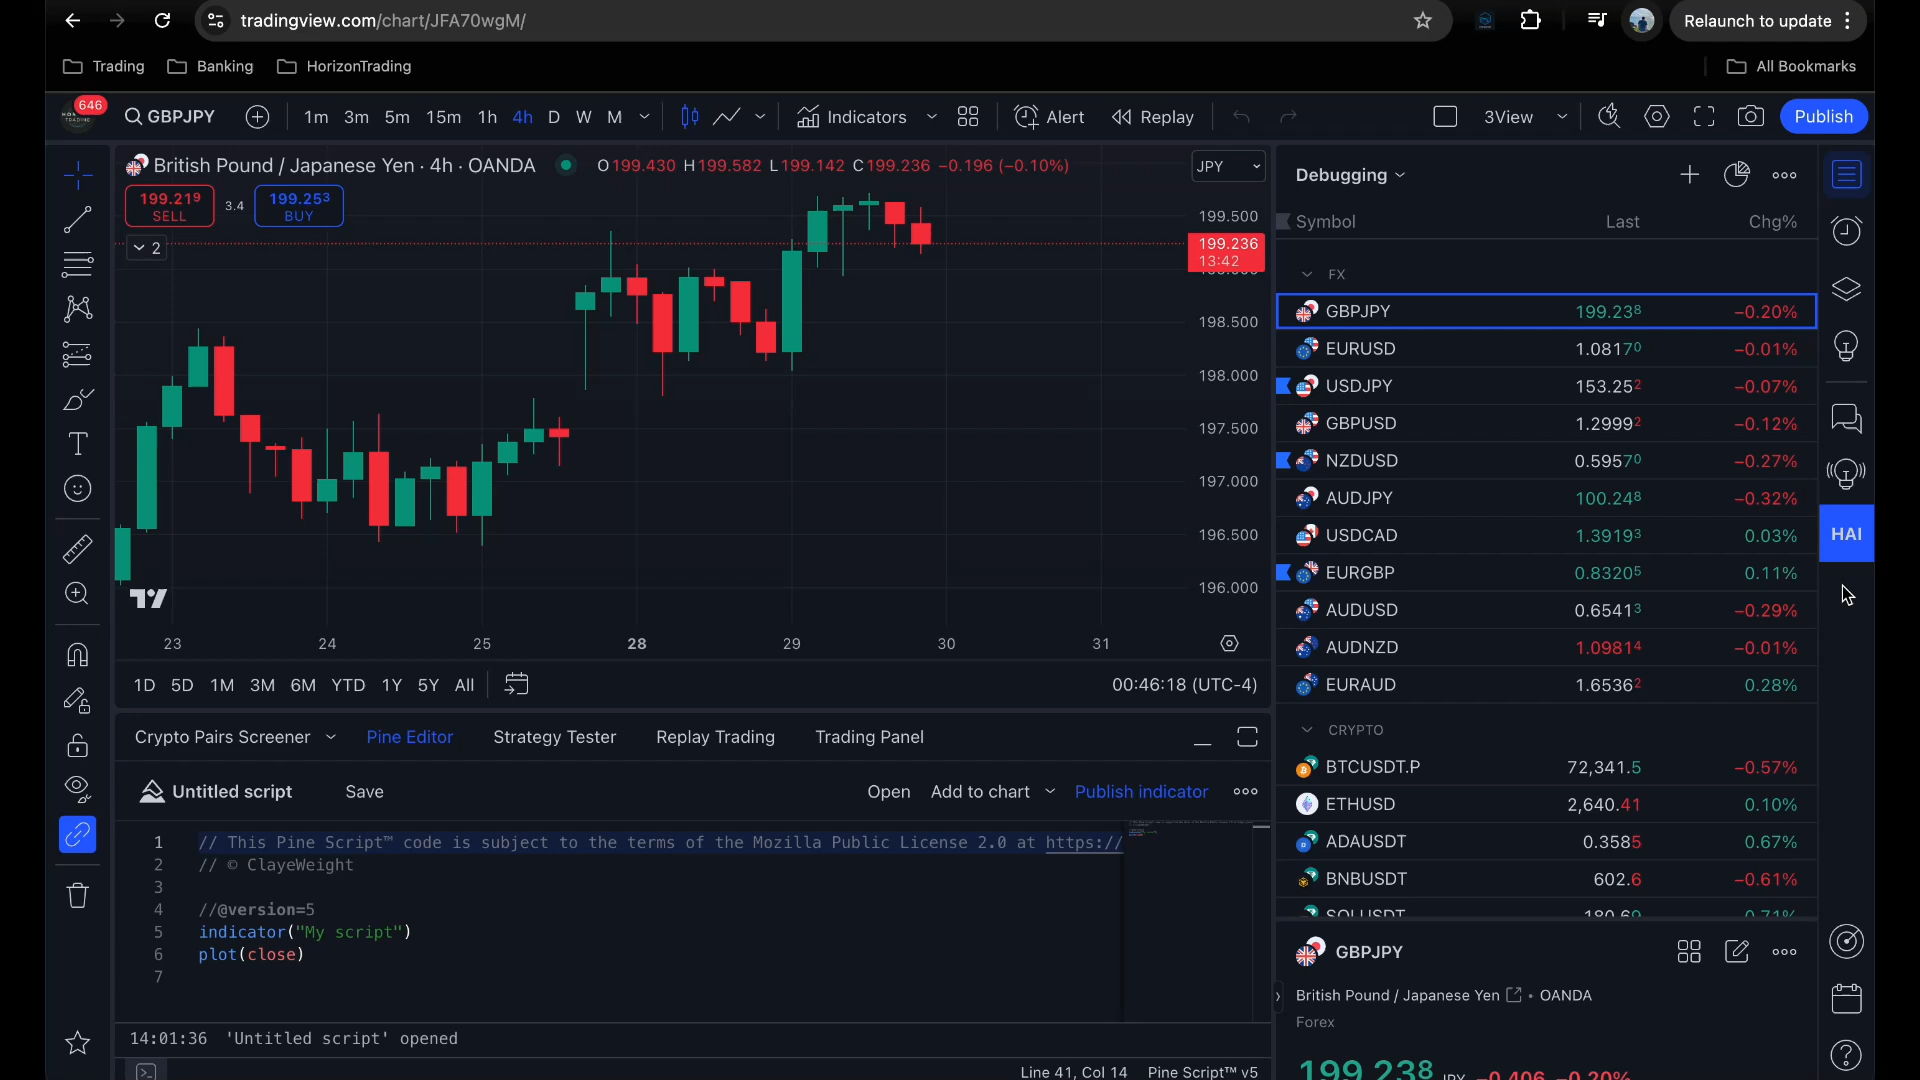 tradingview.com/chart/JFA70wgM/
Relaunch to update
Trading
Banking
HorizonTrading
All Bookmarks
646
GBPJPY
1m 3m 5m 15m 1h 4h D W M
Indicators
Alert
Replay
3View
Publish
British Pound / Japanese Yen · 4h · OANDA
O199.430 H199.582 L199.142 C199.236 −0.196 (−0.10%)
JPY
199.219
SELL
3.4
199.253
BUY
2
199.500
199.236
13:42
198.500
198.000
197.500
197.000
196.500
196.000
23 24 25 28 29 30 31
1D 5D 1M 3M 6M YTD 1Y 5Y All
00:46:18 (UTC-4)
Crypto Pairs Screener
Pine Editor
Strategy Tester
Replay Trading
Trading Panel
Untitled script
Save
Open
Add to chart
Publish indicator
1 // This Pine Script™ code is subject to the terms of the Mozilla Public License 2.0 at https://
2 // © ClayeWeight
3
4 //@version=5
5 indicator("My script")
6 plot(close)
7
14:01:36 'Untitled script' opened
Line 41, Col 14 Pine Script™ v5
Debugging
Symbol Last Chg%
FX
GBPJPY 199.238 −0.20%
EURUSD 1.08170 −0.01%
USDJPY 153.252 −0.07%
GBPUSD 1.29992 −0.12%
NZDUSD 0.59570 −0.27%
AUDJPY 100.248 −0.32%
USDCAD 1.39193 0.03%
EURGBP 0.83205 0.11%
AUDUSD 0.65413 −0.29%
AUDNZD 1.09814 −0.01%
EURAUD 1.65362 0.28%
CRYPTO
BTCUSDT.P 72,341.5 −0.57%
ETHUSD 2,640.41 0.10%
ADAUSDT 0.3585 0.67%
BNBUSDT 602.6 −0.61%
SOLUSDT 180.69 0.71%
GBPJPY
British Pound / Japanese Yen • OANDA
Forex
199.238 JPY −0.406 −0.20%
HAI